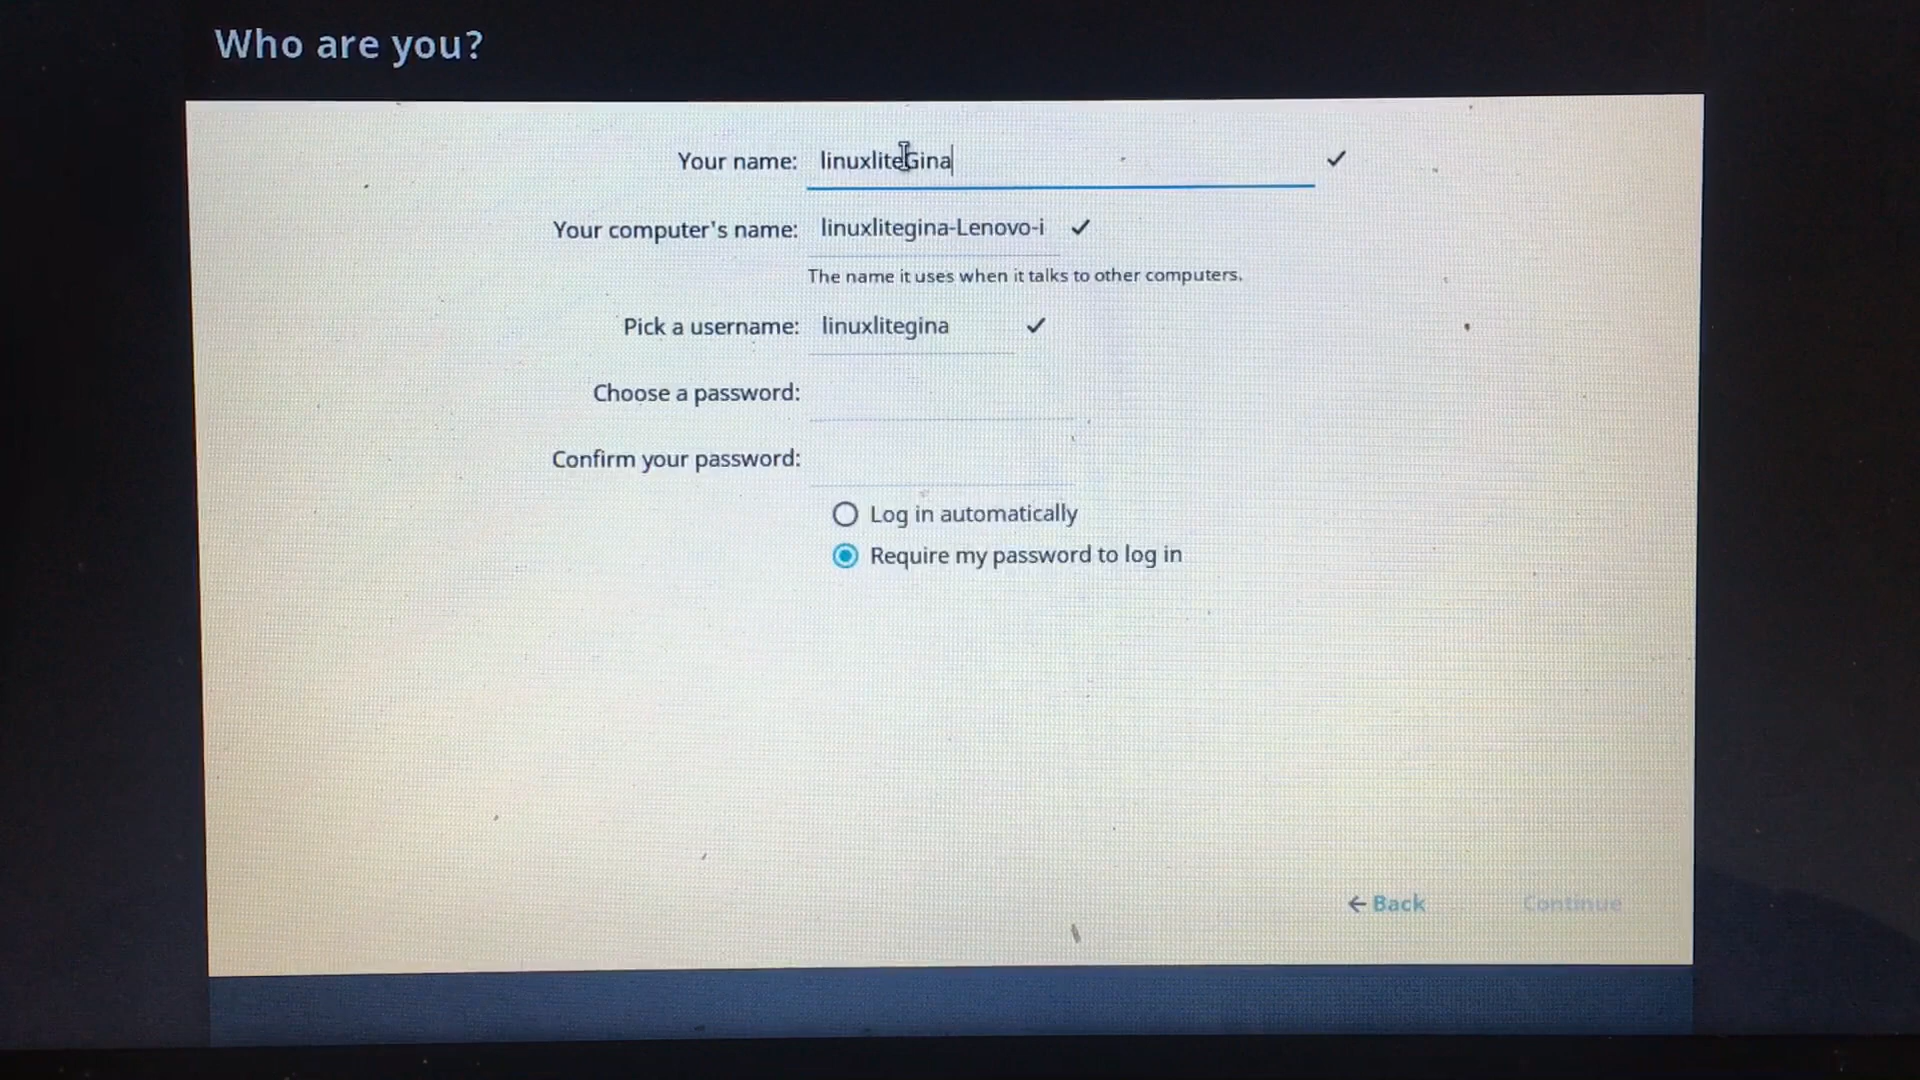 Who are you?
Your name: linuxliteGina
Your computer's name: linuxlitegina-Lenovo-i
The name it uses when it talks to other computers.
Pick a username: linuxlitegina
Choose a password:
Confirm your password:
Log in automatically
Require my password to log in
Back Continue